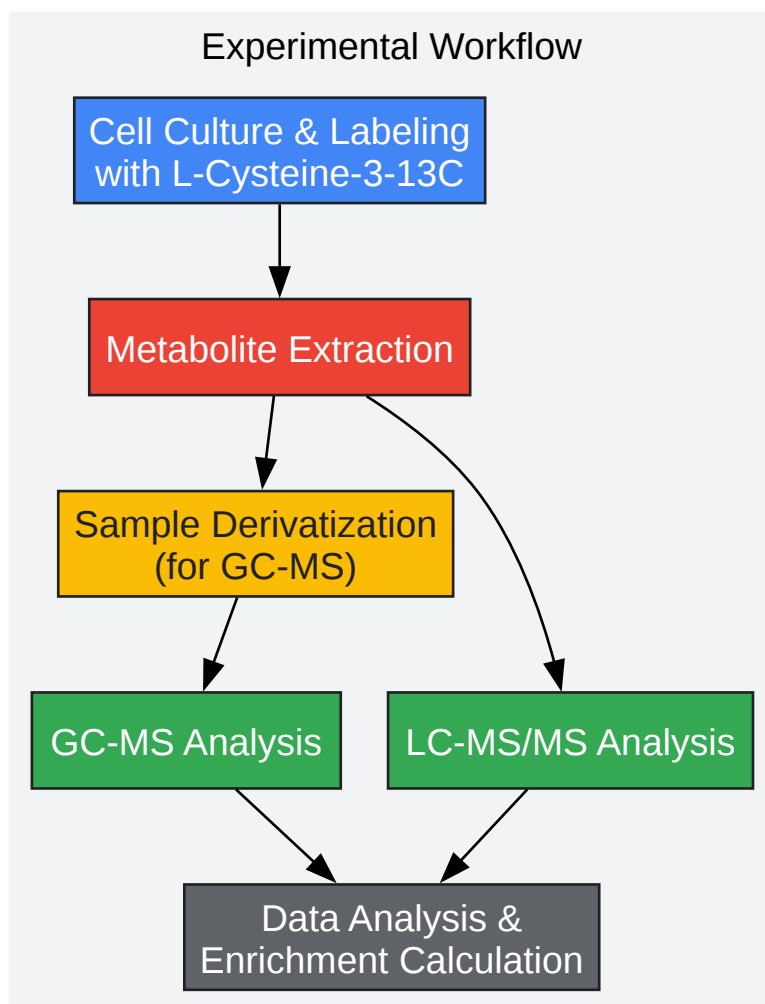 Experimental Workflow
Cell Culture & Labeling
with L-Cysteine-3-13C
Metabolite Extraction
Sample Derivatization
(for GC-MS)
GC-MS Analysis
LC-MS/MS Analysis
Data Analysis &
Enrichment Calculation